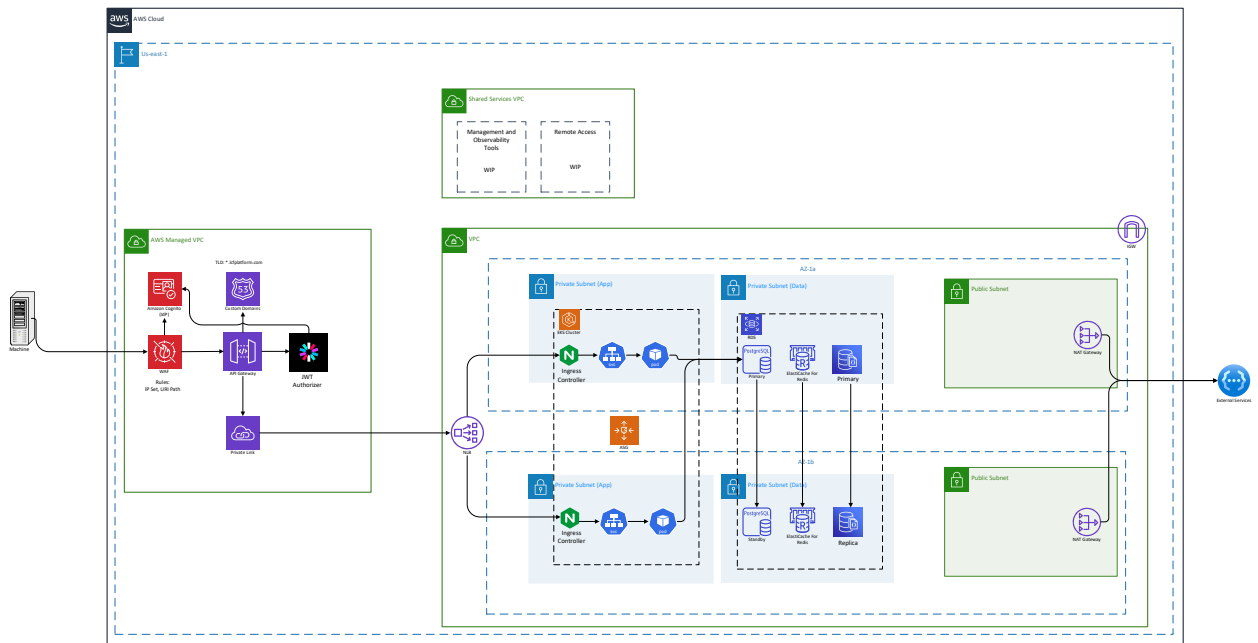 aws
AWS Cloud
Us-east-1
Shared Services VPC
Management and
Observability
Tools
WIP
Remote Access
WIP
AWS Managed VPC
Amazon Cognito
(IdP)
53
Custom Domains
Machine
WAF
Rules:
IP Set, URI Path
API Gateway
JWT
Authorizer
Private Link
VPC
IGW
NLB
AZ-1a
Private Subnet (App)
EKS Cluster
N
Ingress
Controller
svc
pod
Private Subnet (Data)
RDS
PostgreSQL
Primary
R
ElastiCache For
Redis
Primary
Public Subnet
NAT Gateway
External Services
ASG
AZ-1b
Private Subnet (App)
N
Ingress
Controller
svc
pod
Private Subnet (Data)
PostgreSQL
Standby
R
ElastiCache For
Redis
Replica
Public Subnet
NAT Gateway